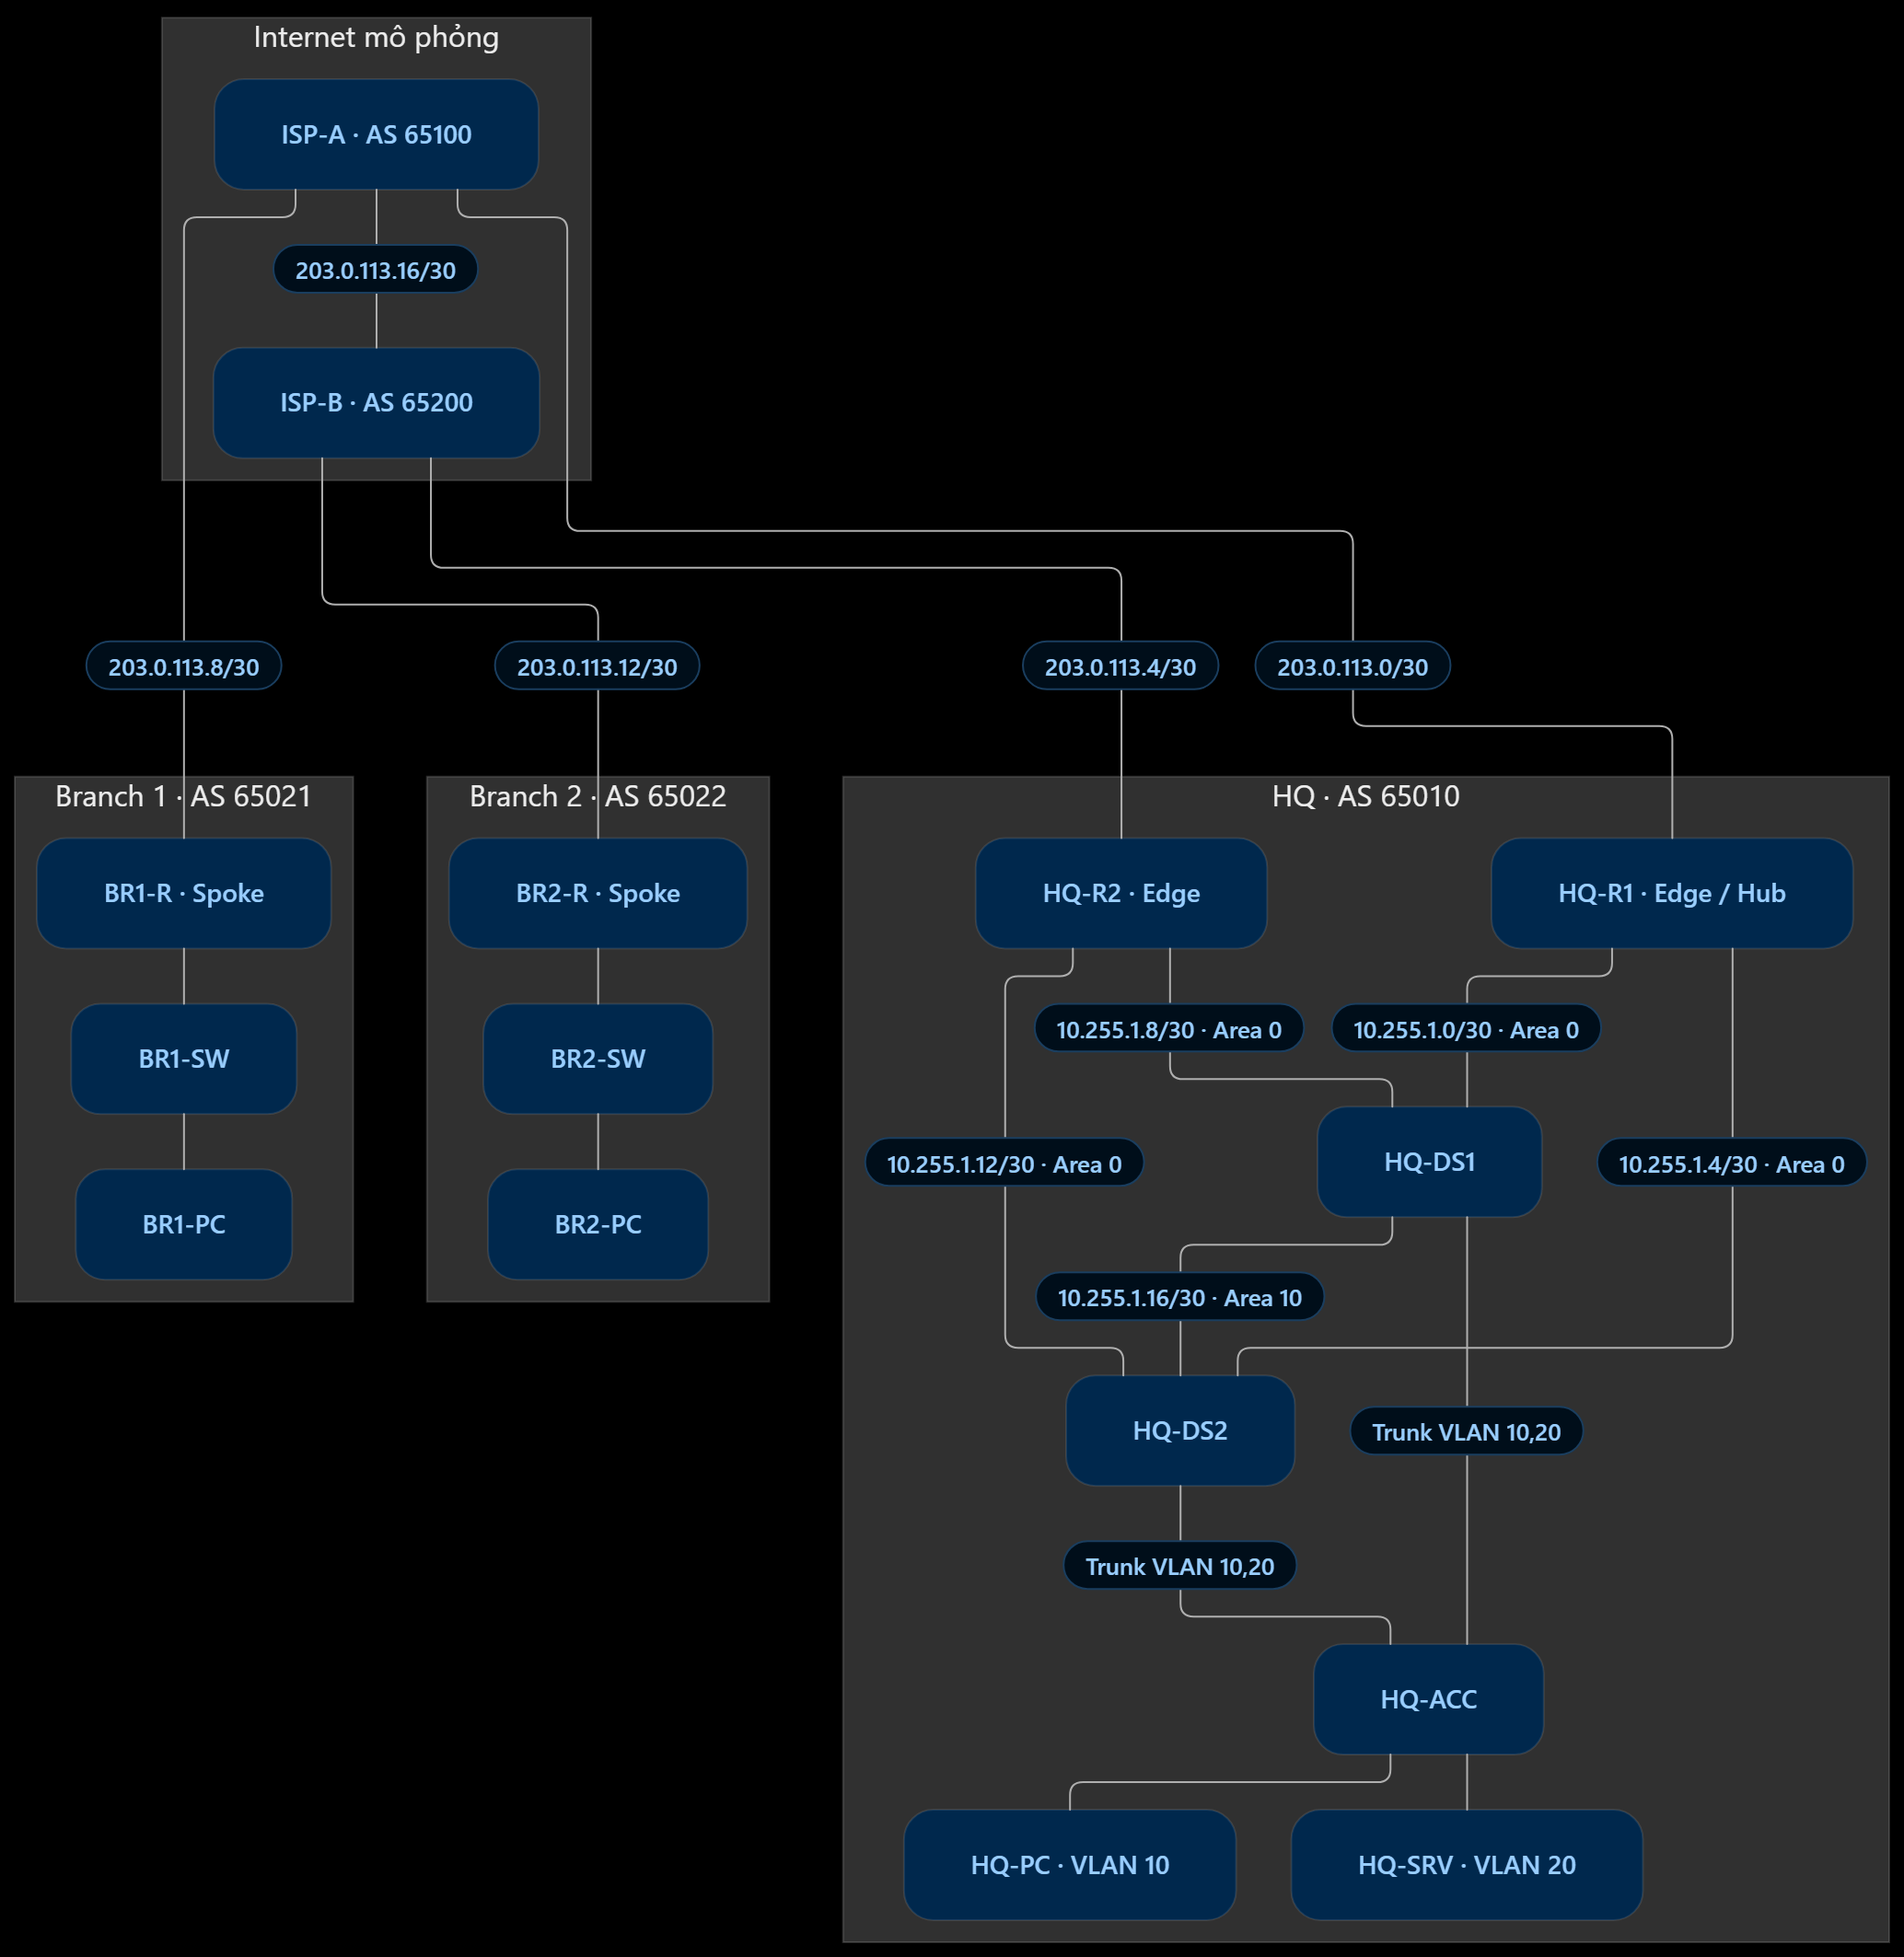 Internet mô phỏng
ISP-A · AS 65100
203.0.113.16/30
ISP-B · AS 65200
203.0.113.8/30
203.0.113.12/30
203.0.113.4/30
203.0.113.0/30
Branch 1 · AS 65021
BR1-R · Spoke
BR1-SW
BR1-PC
Branch 2 · AS 65022
BR2-R · Spoke
BR2-SW
BR2-PC
HQ · AS 65010
HQ-R2 · Edge
HQ-R1 · Edge / Hub
10.255.1.8/30 · Area 0
10.255.1.0/30 · Area 0
10.255.1.12/30 · Area 0
HQ-DS1
10.255.1.4/30 · Area 0
10.255.1.16/30 · Area 10
HQ-DS2
Trunk VLAN 10,20
Trunk VLAN 10,20
HQ-ACC
HQ-PC · VLAN 10
HQ-SRV · VLAN 20